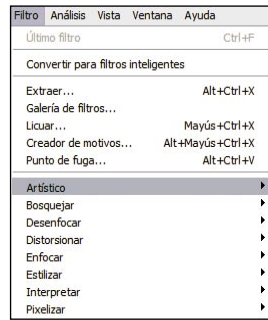 Filtro Análisis Vista Ventana Ayuda
Último filtro Ctrl+F
Convertir para filtros inteligentes
Extraer... Alt+Ctrl+X
Galería de filtros...
Licuar... Mayús+Ctrl+X
Creador de motivos... Alt+Mayús+Ctrl+X
Punto de fuga... Alt+Ctrl+V
Artístico
Bosquejar
Desenfocar
Distorsionar
Enfocar
Estilizar
Interpretar
Pixelizar